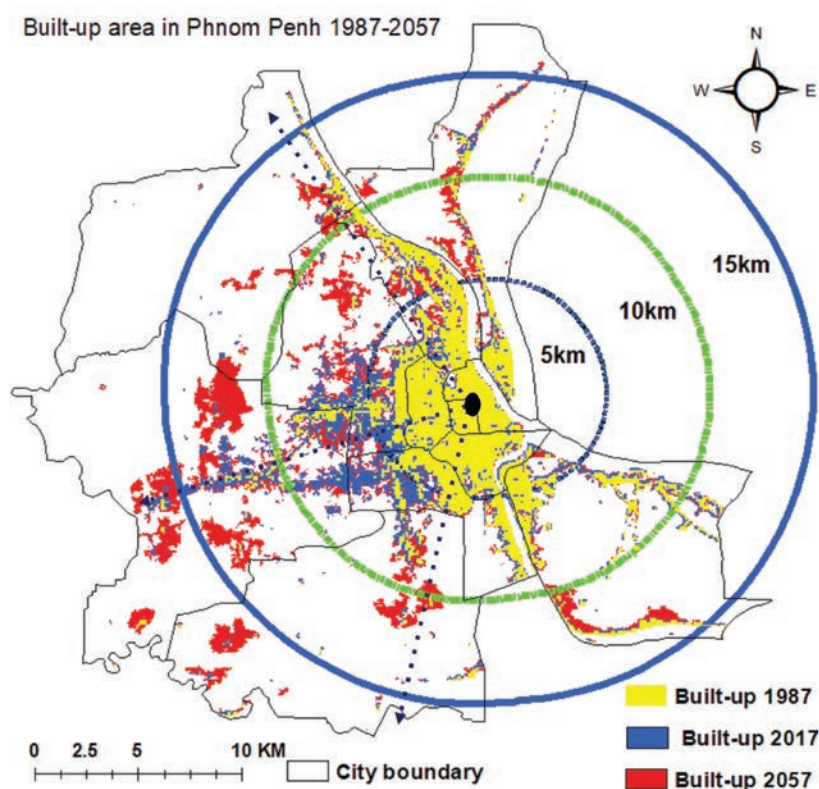 Built-up area in Phnom Penh 1987-2057
N
W E
S
15km
10km
5km
Built-up 1987
Built-up 2017
Built-up 2057
0 2.5 5 10 KM
City boundary